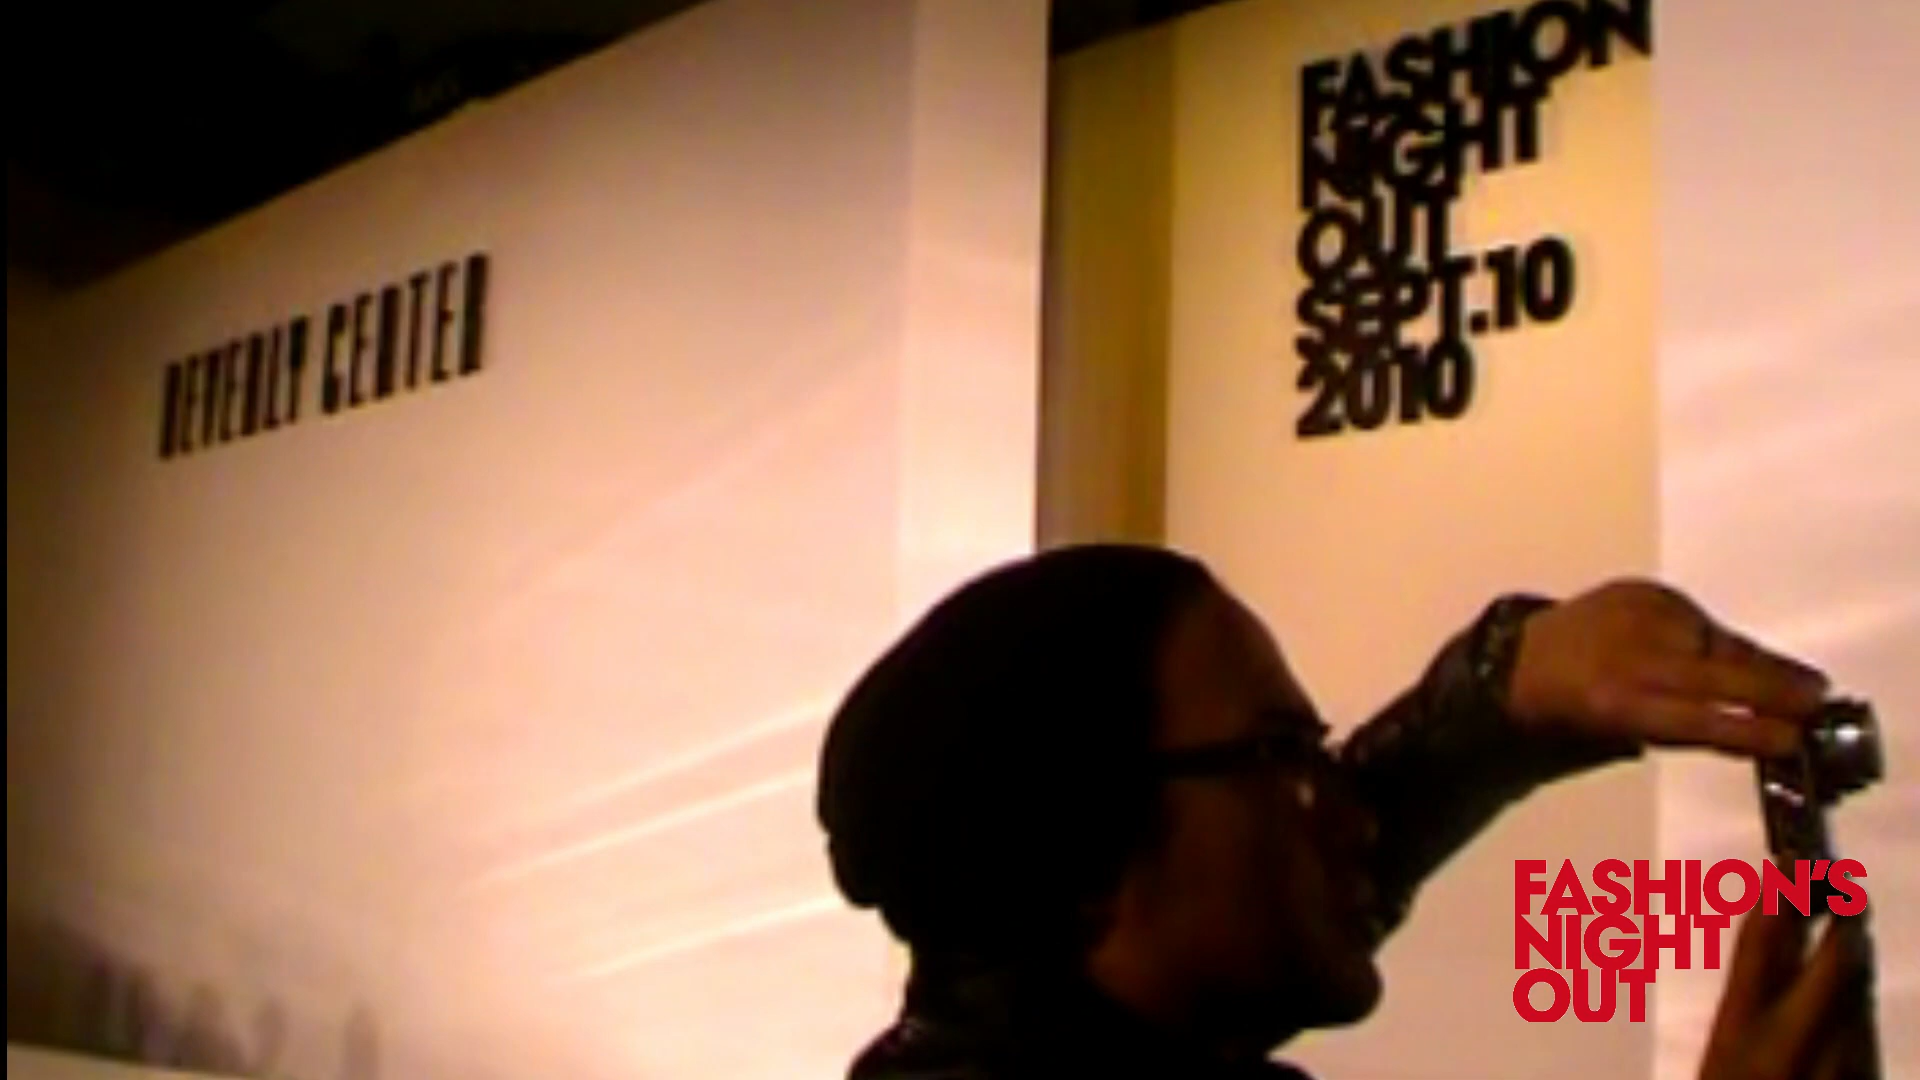 BEVERLY CENTER
FASHION
NIGHT
OUT
SEPT.10
2010
FASHION'S
NIGHT
OUT